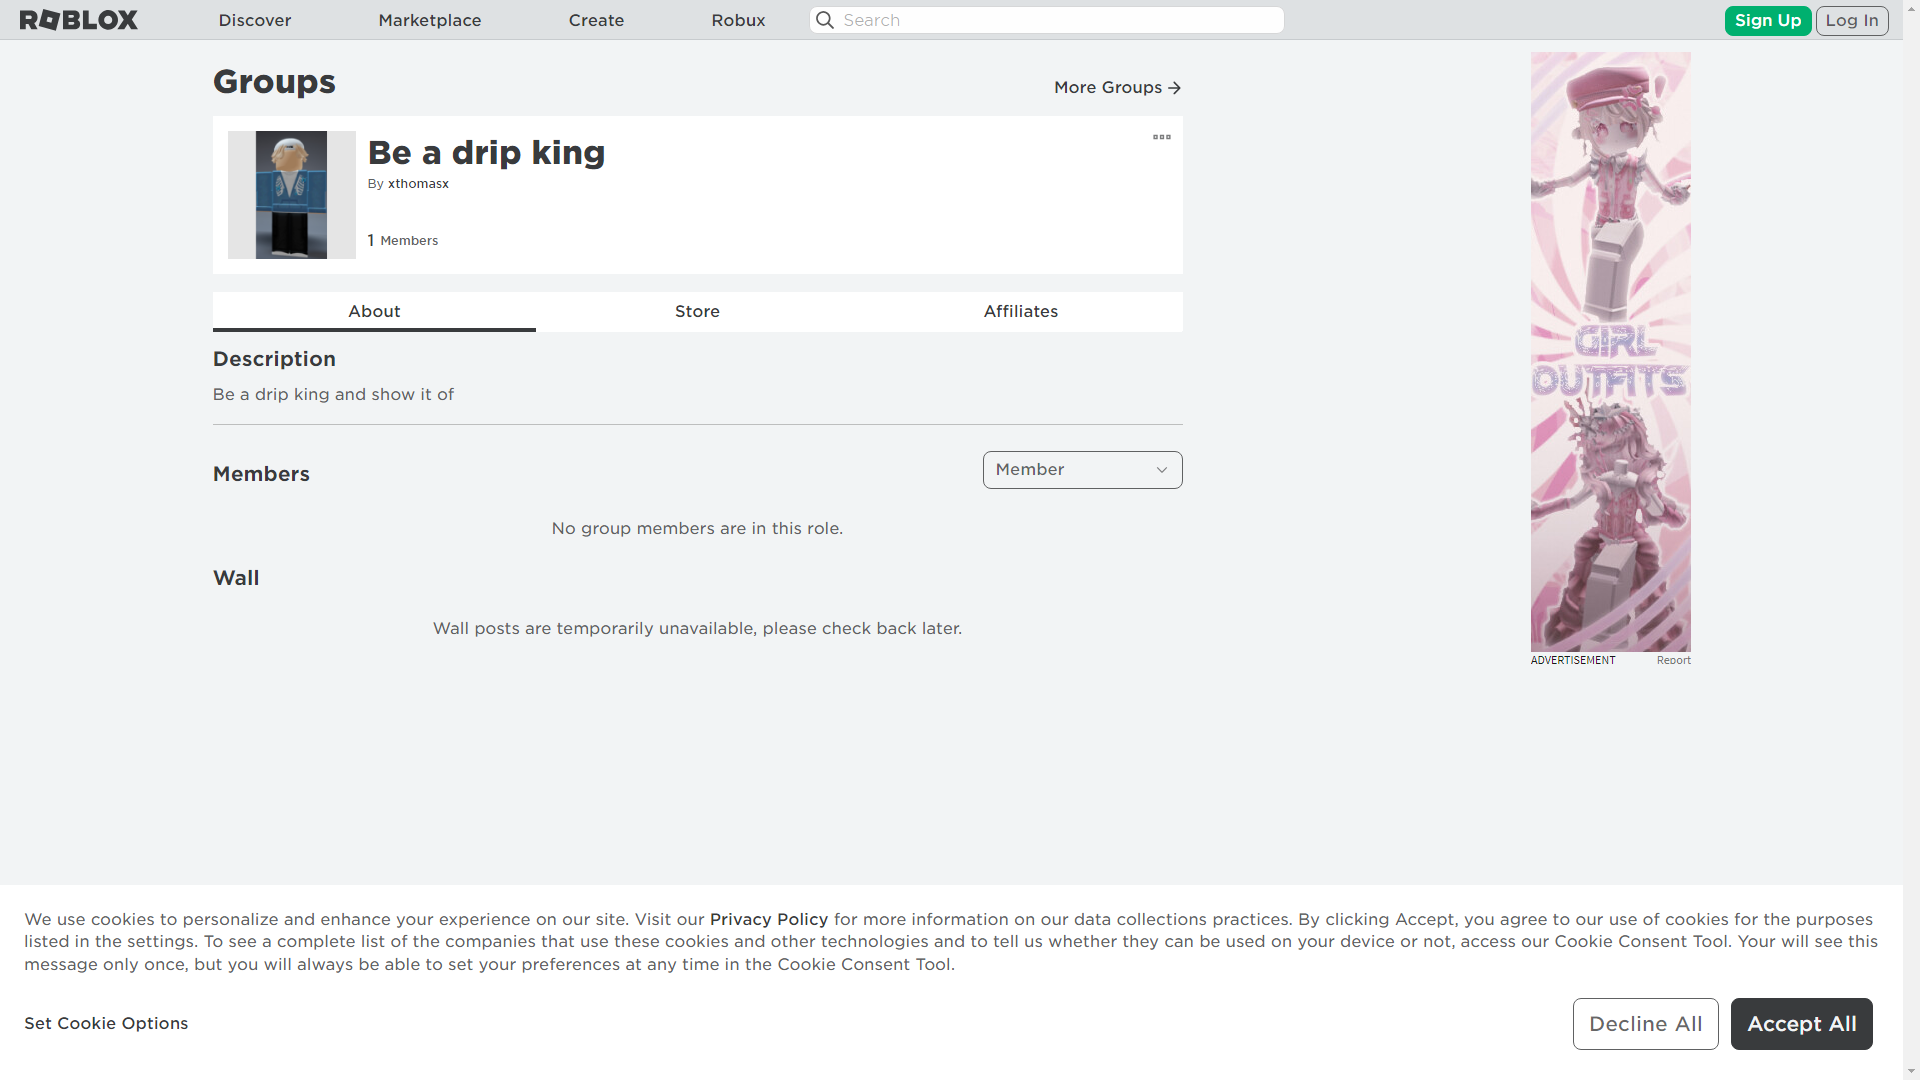 ROBLOX
Discover
Marketplace
Create
Robux
Search
Sign Up
Log In
Groups
More Groups
Be a drip king
By xthomasx
1 Members
About
Store
Affiliates
Description
Be a drip king and show it of
Members
Member
No group members are in this role.
Wall
Wall posts are temporarily unavailable, please check back later.
GIRL
OUTFITS
ADVERTISEMENT
Report
We use cookies to personalize and enhance your experience on our site. Visit our Privacy Policy for more information on our data collections practices. By clicking Accept, you agree to our use of cookies for the purposes
listed in the settings. To see a complete list of the companies that use these cookies and other technologies and to tell us whether they can be used on your device or not, access our Cookie Consent Tool. Your will see this
message only once, but you will always be able to set your preferences at any time in the Cookie Consent Tool.
Set Cookie Options
Decline All
Accept All